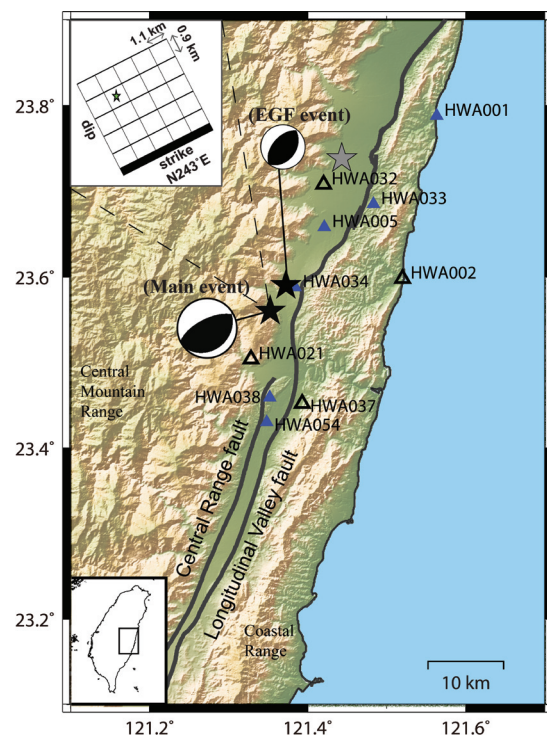 1.1 km
0.9 km
dip
strike
N243°E
(EGF event)
(Main event)
HWA001
HWA032
HWA033
HWA005
HWA002
HWA034
HWA021
HWA038
HWA037
HWA054
Central
Mountain
Range
Central Range fault
Longitudinal Valley fault
Coastal
Range
10 km
23.8°
23.6°
23.4°
23.2°
121.2°
121.4°
121.6°